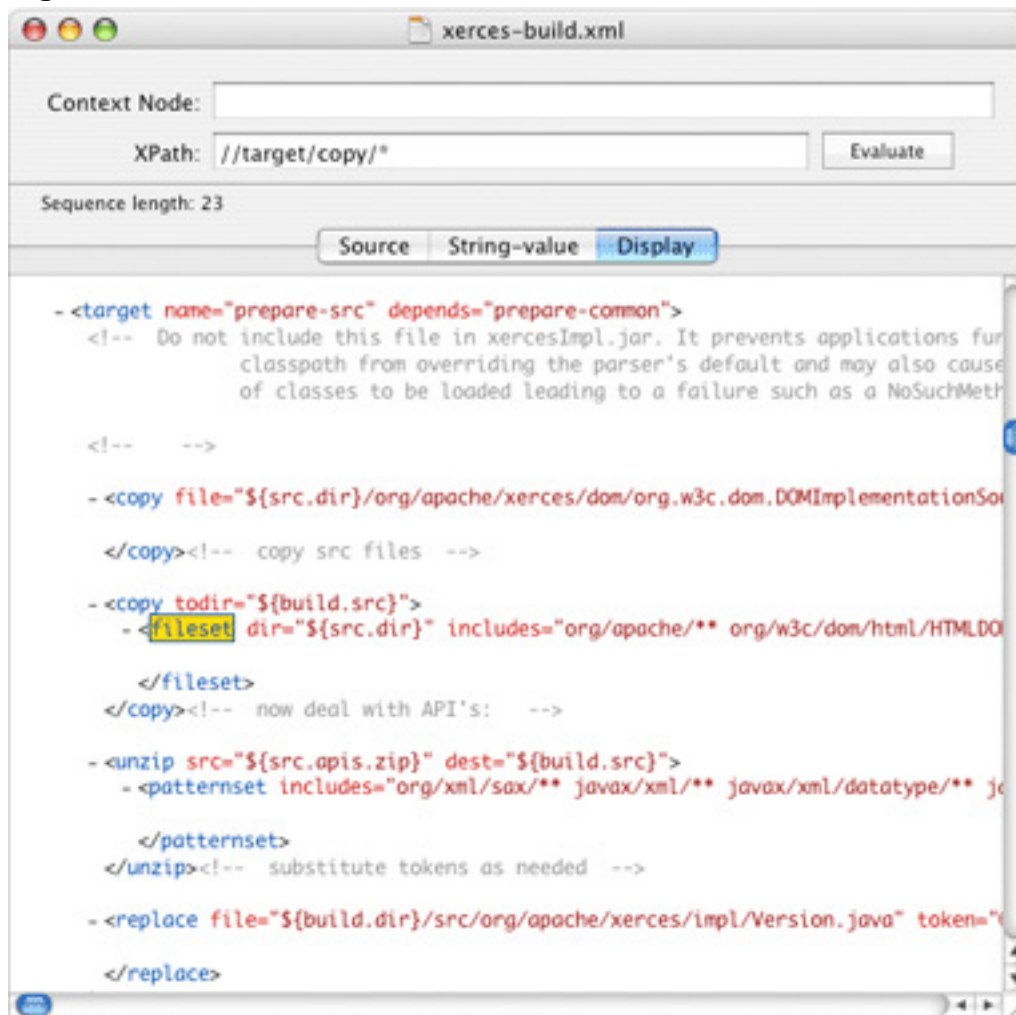 xerces-build.xml
Context Node:
XPath: //target/copy/* Evaluate
Sequence length: 23
Source String-value Display
- <target name="prepare-src" depends="prepare-common">
<!-- Do not include this file in xercesImpl.jar. It prevents applications fur
classpath from overriding the parser's default and may also cause
of classes to be loaded leading to a failure such as a NoSuchMeth
<!-- -->
- <copy file="${src.dir}/org/apache/xerces/dom/org.w3c.dom.DOMImplementationSou
</copy><!-- copy src files -->
- <copy todir="${build.src}">
- <fileset dir="${src.dir}" includes="org/apache/** org/w3c/dom/html/HTMLDO
</fileset>
</copy><!-- now deal with API's: -->
- <unzip src="${src.apis.zip}" dest="${build.src}">
- <patternset includes="org/xml/sax/** javax/xml/** javax/xml/datatype/** ja
</patternset>
</unzip><!-- substitute tokens as needed -->
- <replace file="${build.dir}/src/org/apache/xerces/impl/Version.java" token="
</replace>